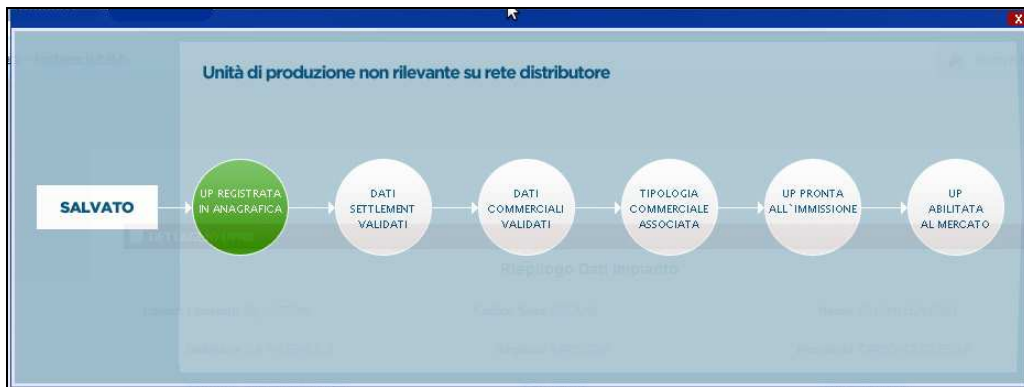 X
Unità di produzione non rilevante su rete distributore
SALVATO
UP REGISTRATA
IN ANAGRAFICA
DATI
SETTLEMENT
VALIDATI
DATI
COMMERCIALI
VALIDATI
TIPOLOGIA
COMMERCIALE
ASSOCIATA
UP PRONTA
ALL`IMMISSIONE
UP
ABILITATA
AL MERCATO
Riepilogo Dati Impianto